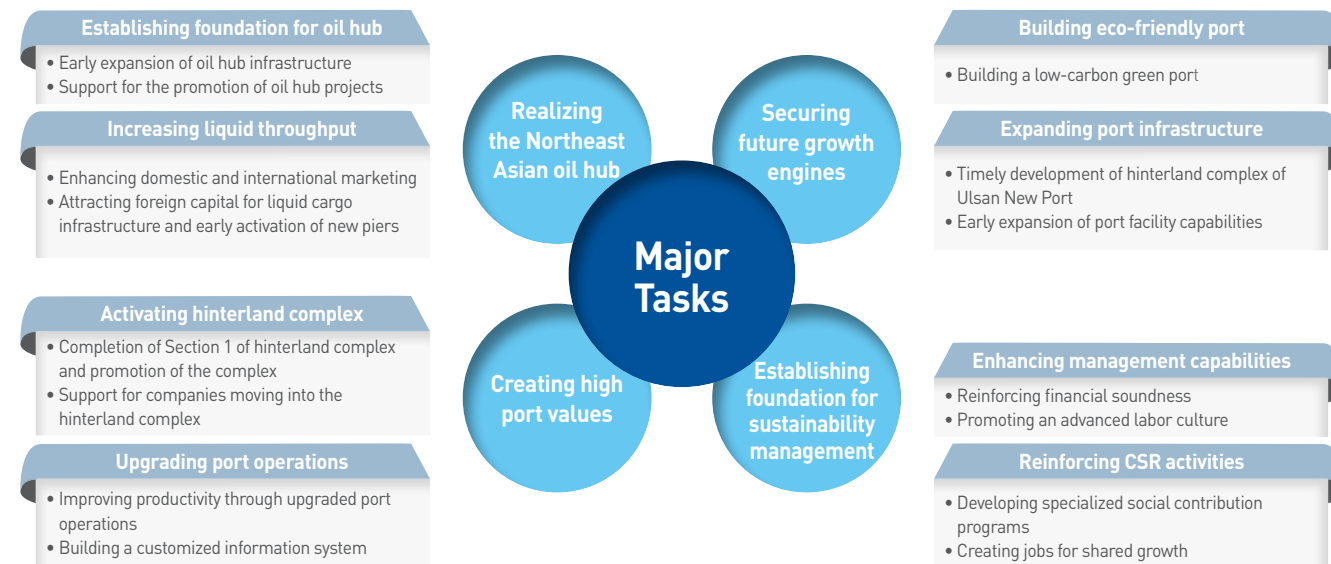 Establishing foundation for oil hub
• Early expansion of oil hub infrastructure
• Support for the promotion of oil hub projects
Increasing liquid throughput
• Enhancing domestic and international marketing
• Attracting foreign capital for liquid cargo
infrastructure and early activation of new piers
Activating hinterland complex
• Completion of Section 1 of hinterland complex
and promotion of the complex
• Support for companies moving into the
hinterland complex
Upgrading port operations
• Improving productivity through upgraded port
operations
• Building a customized information system
Realizing
the Northeast
Asian oil hub
Securing
future growth
engines
Major
Tasks
Creating high
port values
Establishing
foundation for
sustainability
management
Building eco-friendly port
• Building a low-carbon green port
Expanding port infrastructure
• Timely development of hinterland complex of
Ulsan New Port
• Early expansion of port facility capabilities
Enhancing management capabilities
• Reinforcing financial soundness
• Promoting an advanced labor culture
Reinforcing CSR activities
• Developing specialized social contribution
programs
• Creating jobs for shared growth